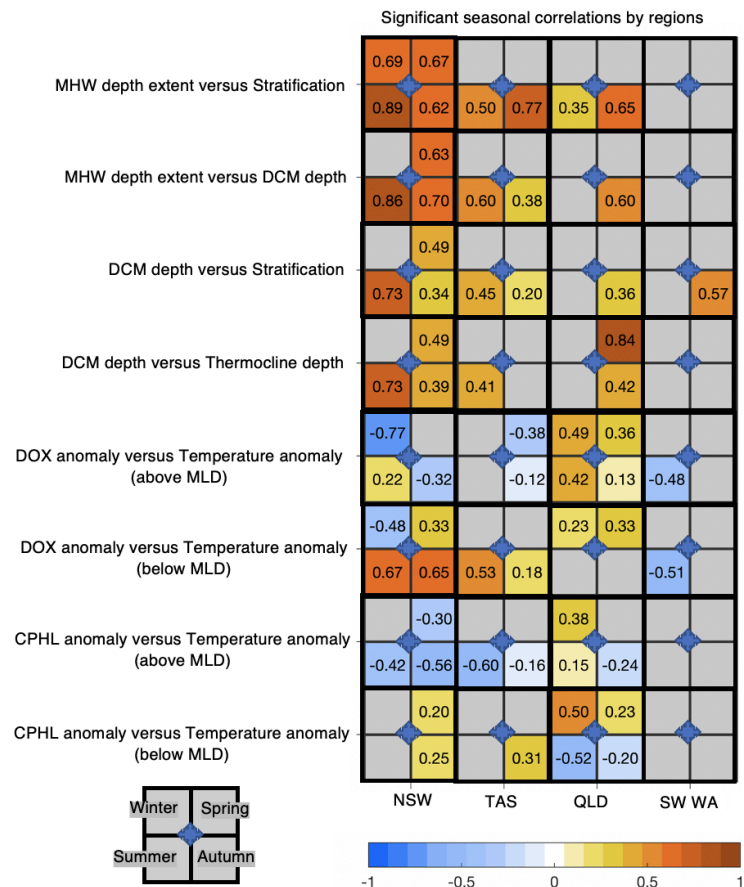 Significant seasonal correlations by regions
0.69 0.67
MHW depth extent versus Stratification
0.89 0.62 0.50 0.77 0.35 0.65
0.63
MHW depth extent versus DCM depth
0.86 0.70 0.60 0.38 0.60
0.49
DCM depth versus Stratification
0.73 0.34 0.45 0.20 0.36 0.57
0.49 0.84
DCM depth versus Thermocline depth
0.73 0.39 0.41 0.42
-0.77 -0.38 0.49 0.36
DOX anomaly versus Temperature anomaly
(above MLD)
0.22 -0.32 -0.12 0.42 0.13 -0.48
-0.48 0.33 0.23 0.33
DOX anomaly versus Temperature anomaly
(below MLD)
0.67 0.65 0.53 0.18 -0.51
-0.30 0.38
CPHL anomaly versus Temperature anomaly
(above MLD)
-0.42 -0.56 -0.60 -0.16 0.15 -0.24
0.20 0.50 0.23
CPHL anomaly versus Temperature anomaly
(below MLD)
0.25 0.31 -0.52 -0.20
NSW TAS QLD SW WA
Winter Spring
Summer Autumn
-1 -0.5 0 0.5 1